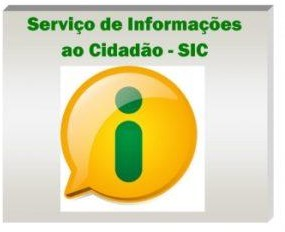 Serviço de Informações
ao Cidadão - SIC
i